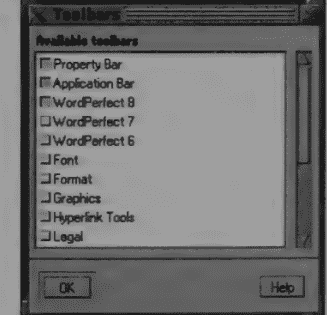 Toolbars
Available toolbars
Property Bar
Application Bar
WordPerfect 8
WordPerfect 7
WordPerfect 6
Font
Format
Graphics
Hyperlink Tools
Legal
OK
Help